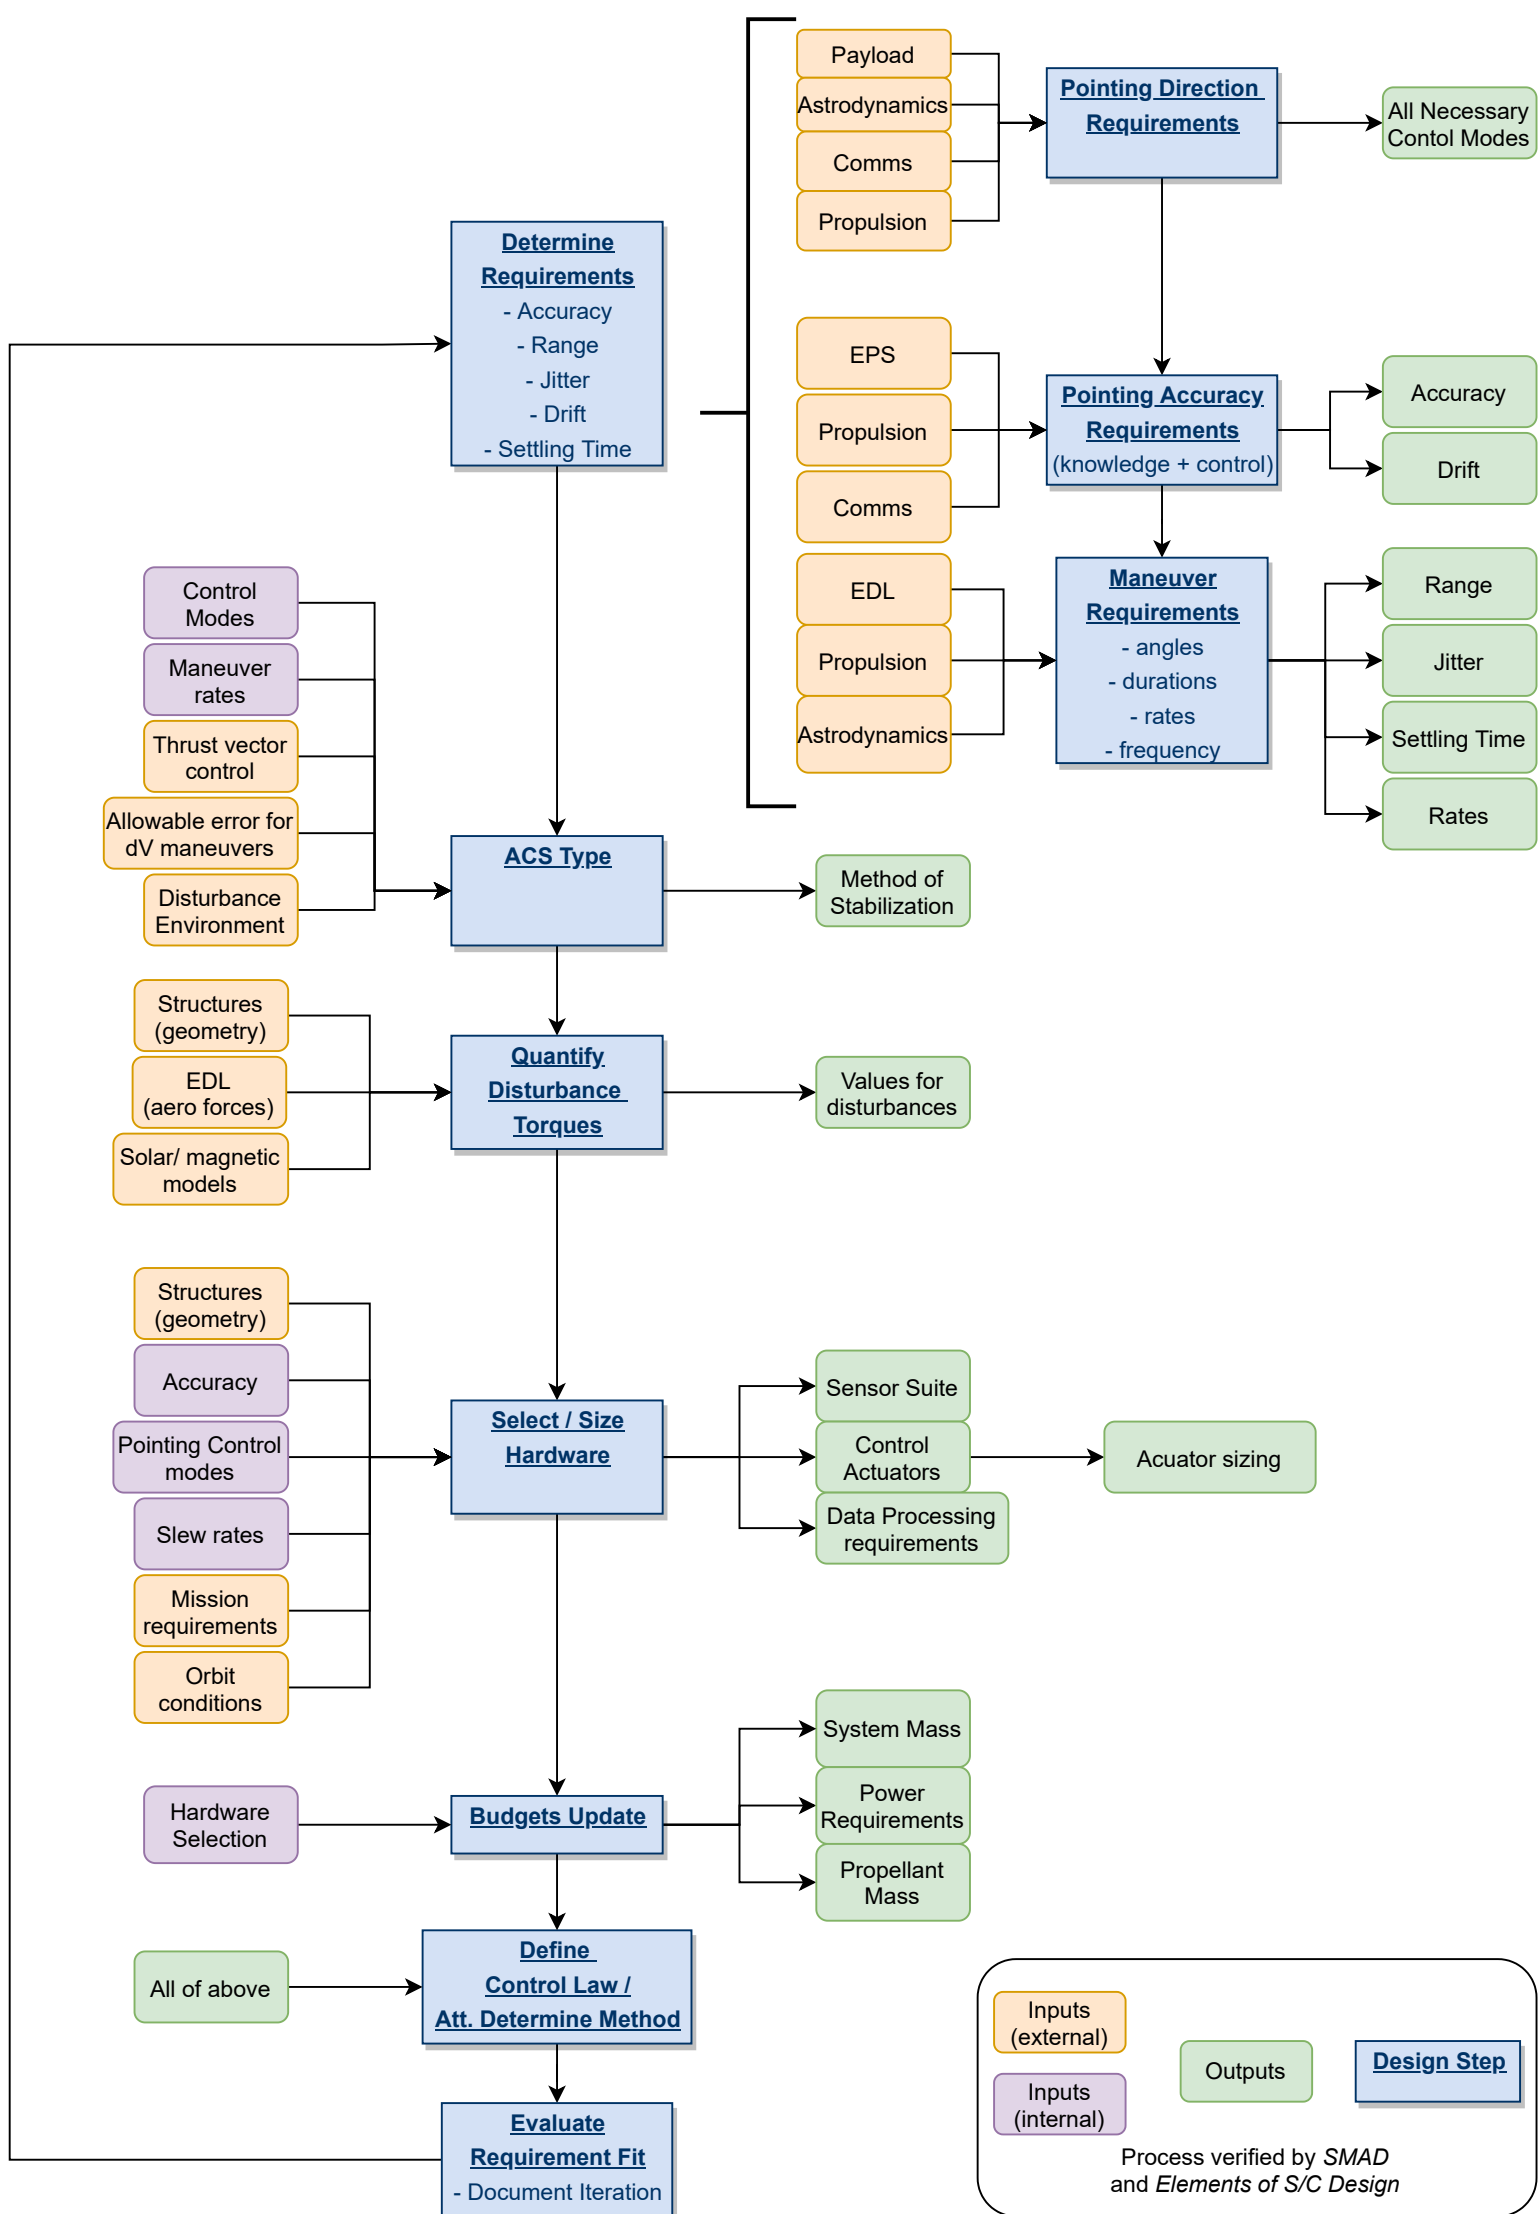 Payload
Astrodynamics
Comms
Propulsion
Pointing Direction
Requirements
All Necessary
Contol Modes
Determine
Requirements
- Accuracy
- Range
- Jitter
- Drift
- Settling Time
EPS
Propulsion
Comms
Pointing Accuracy
Requirements
(knowledge + control)
Accuracy
Drift
EDL
Propulsion
Astrodynamics
Maneuver
Requirements
- angles
- durations
- rates
- frequency
Range
Jitter
Settling Time
Rates
Control
Modes
Maneuver
rates
Thrust vector
control
Allowable error for
dV maneuvers
Disturbance
Environment
ACS Type
Method of
Stabilization
Structures
(geometry)
EDL
(aero forces)
Solar/ magnetic
models
Quantify
Disturbance
Torques
Values for
disturbances
Structures
(geometry)
Accuracy
Pointing Control
modes
Slew rates
Mission
requirements
Orbit
conditions
Select / Size
Hardware
Sensor Suite
Control
Actuators
Data Processing
requirements
Acuator sizing
Hardware
Selection
Budgets Update
System Mass
Power
Requirements
Propellant
Mass
All of above
Define
Control Law /
Att. Determine Method
Evaluate
Requirement Fit
- Document Iteration
Inputs
(external)
Inputs
(internal)
Outputs
Design Step
Process verified by SMAD
and Elements of S/C Design